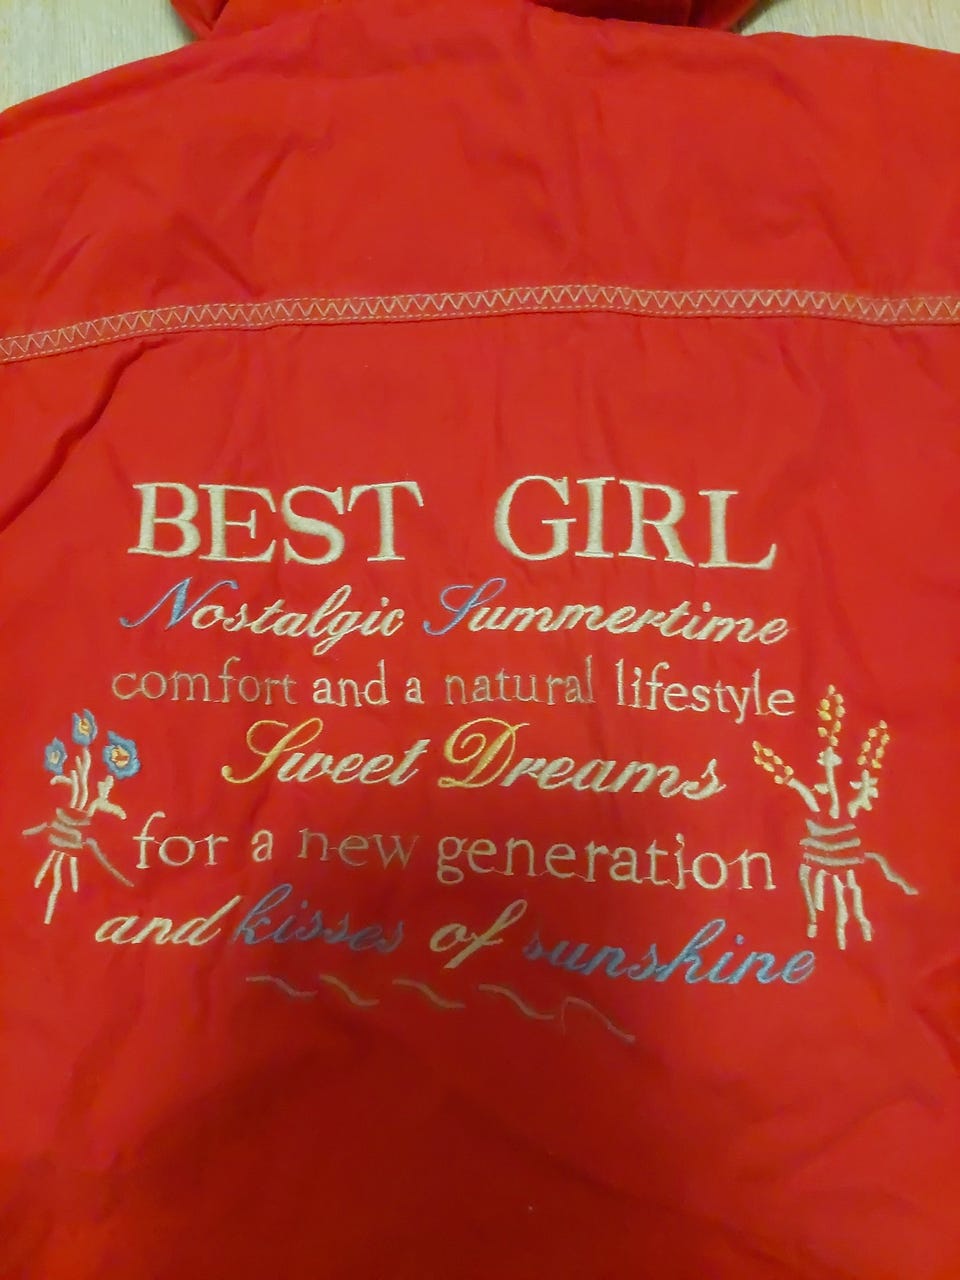 BEST GIRL
Nostalgic Summertime
comfort and a natural lifestyle
Sweet Dreams
for a new generation
and kisses of sunshine